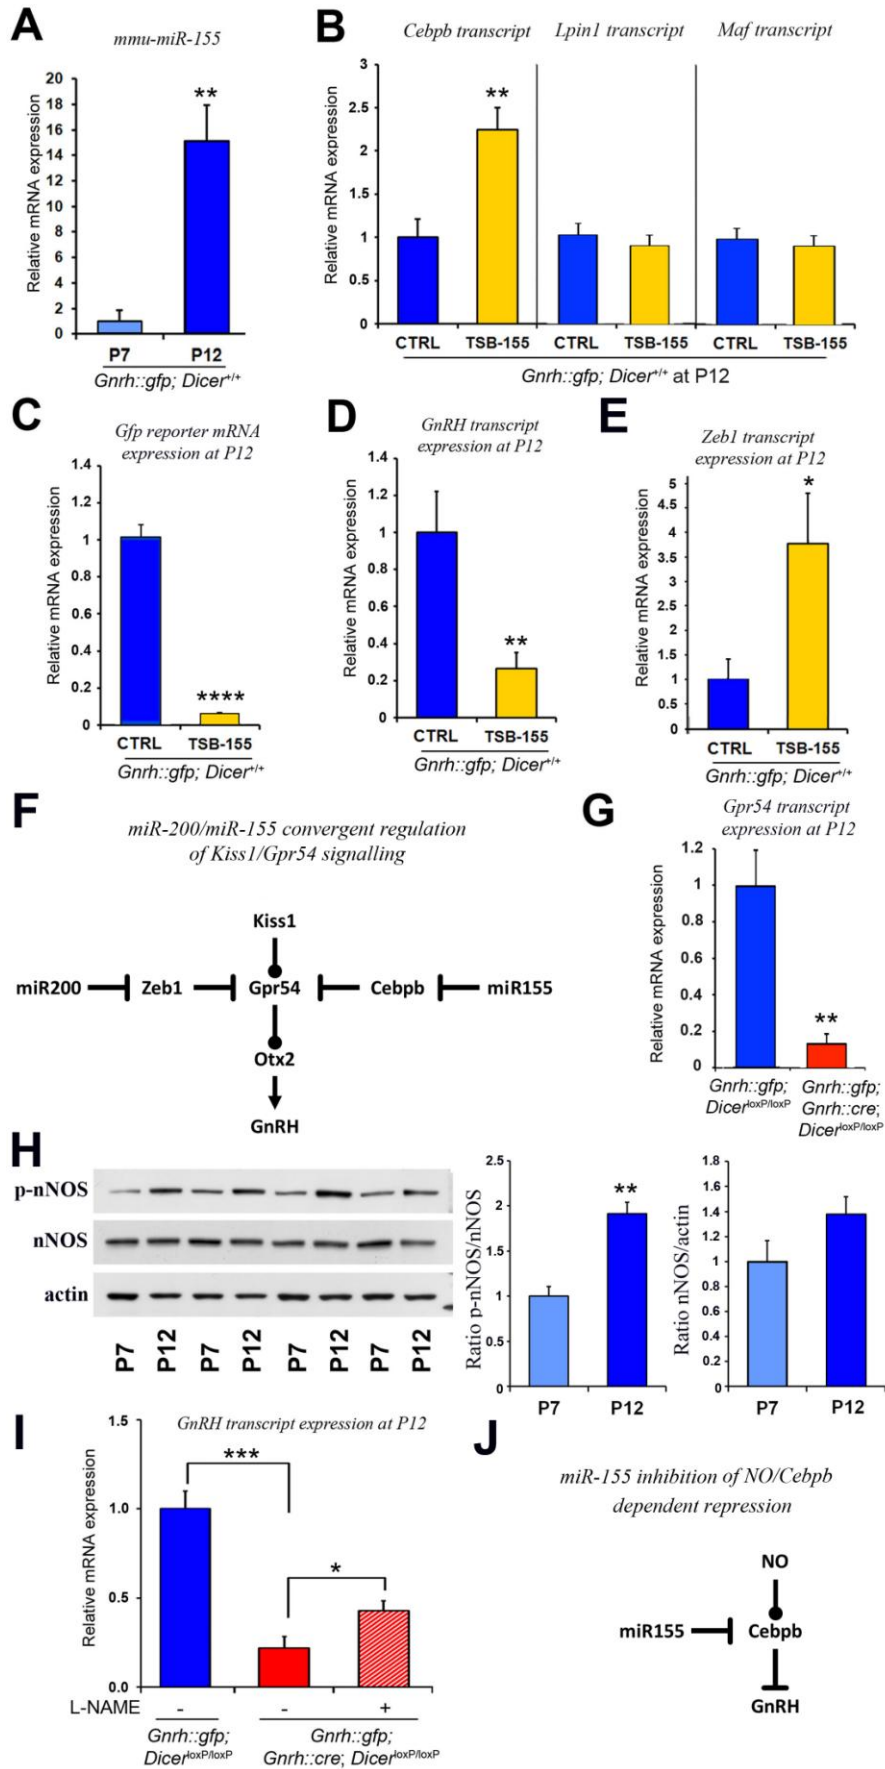 A
mmu-miR-155
Relative mRNA expression
20
18
16
14
12
10
8
6
4
2
0
**
P7 P12
Gnrh::gfp; Dicer+/+
B
Cebpb transcript Lpin1 transcript Maf transcript
Relative mRNA expression
3
2.5
2
1.5
1
0.5
0
**
CTRL TSB-155 CTRL TSB-155 CTRL TSB-155
Gnrh::gfp; Dicer+/+ at P12
C
Gfp reporter mRNA
expression at P12
Relative mRNA expression
1.4
1.2
1
0.8
0.6
0.4
0.2
0
****
CTRL TSB-155
Gnrh::gfp; Dicer+/+
D
GnRH transcript
expression at P12
Relative mRNA expression
1.4
1.2
1
0.8
0.6
0.4
0.2
0
**
CTRL TSB-155
Gnrh::gfp; Dicer+/+
E
Zeb1 transcript
expression at P12
Relative mRNA expression
5
4.5
4
3.5
3
2.5
2
1.5
1
0.5
0
*
CTRL TSB-155
Gnrh::gfp; Dicer+/+
F
miR-200/miR-155 convergent regulation
of Kiss1/Gpr54 signalling
Kiss1
miR200 Zeb1 Gpr54 Cebpb miR155
Otx2
GnRH
G
Gpr54 transcript
expression at P12
Relative mRNA expression
1.2
1
0.8
0.6
0.4
0.2
0
**
Gnrh::gfp;
DicerloxP/loxP
Gnrh::gfp;
Gnrh::cre;
DicerloxP/loxP
H
p-nNOS
nNOS
actin
P7 P12 P7 P12 P7 P12 P7 P12
Ratio p-nNOS/nNOS
2.5
2
1.5
1
0.5
0
**
P7 P12
Ratio nNOS/actin
1.8
1.6
1.4
1.2
1
0.8
0.6
0.4
0.2
0
P7 P12
I
GnRH transcript expression at P12
Relative mRNA expression
1.5
1.0
0.5
0.0
***
*
L-NAME - - +
Gnrh::gfp;
DicerloxP/loxP
Gnrh::gfp;
Gnrh::cre; DicerloxP/loxP
J
miR-155 inhibition of NO/Cebpb
dependent repression
NO
miR155 Cebpb
GnRH